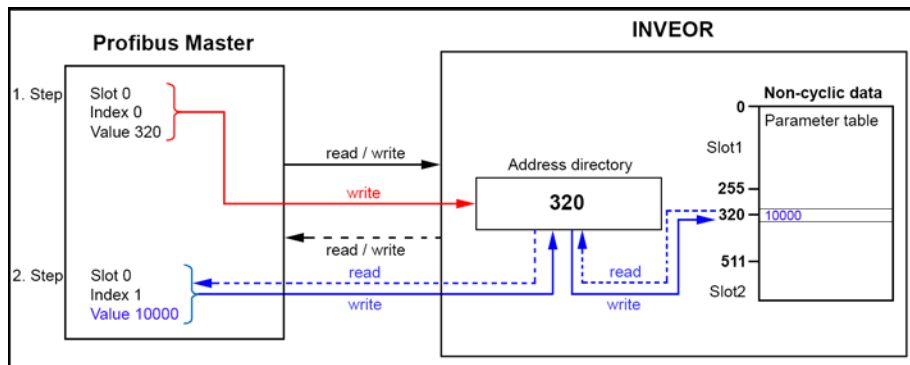 INVEOR
Profibus Master
1. Step
Slot 0
Index 0
Value 320
Non-cyclic data
0
Parameter table
Slot1
read / write
Address directory
write
320
255
320
10000
read / write
2. Step
Slot 0
Index 1
Value 10000
read
write
read
write
511
Slot2